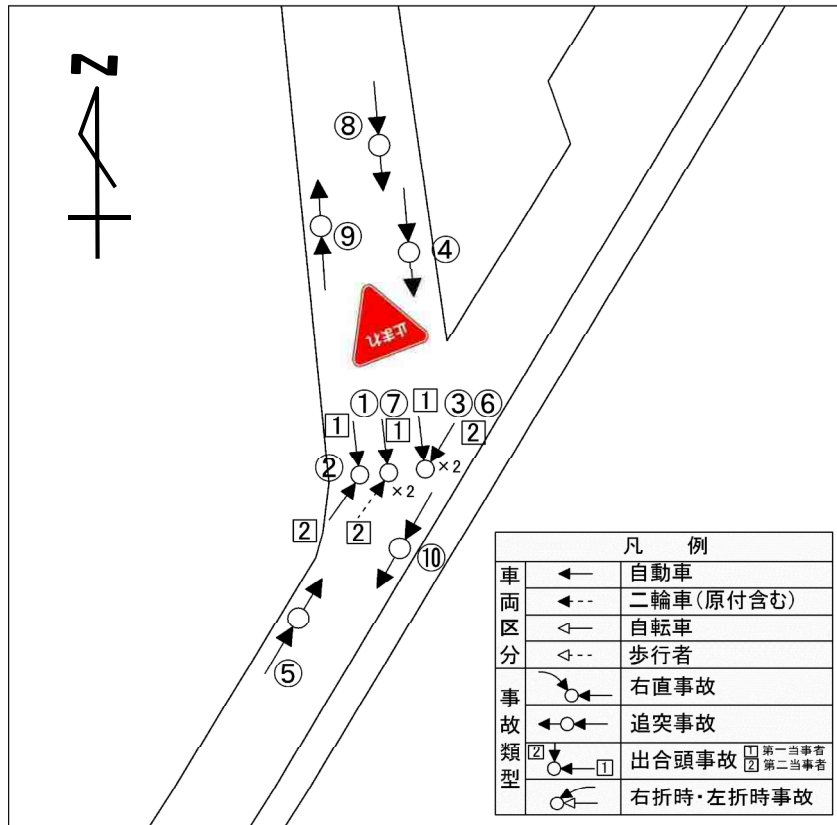 Z
⑧
⑨
④
止まれ
1
①⑦
1
1
③⑥
2
②
×2
×2
2
2
⑩
⑤
凡 例
車両区分
自動車
二輪車(原付含む)
自転車
歩行者
事故類型
右直事故
追突事故
2
1
出合頭事故 1 第一当事者
2 第二当事者
右折時・左折時事故